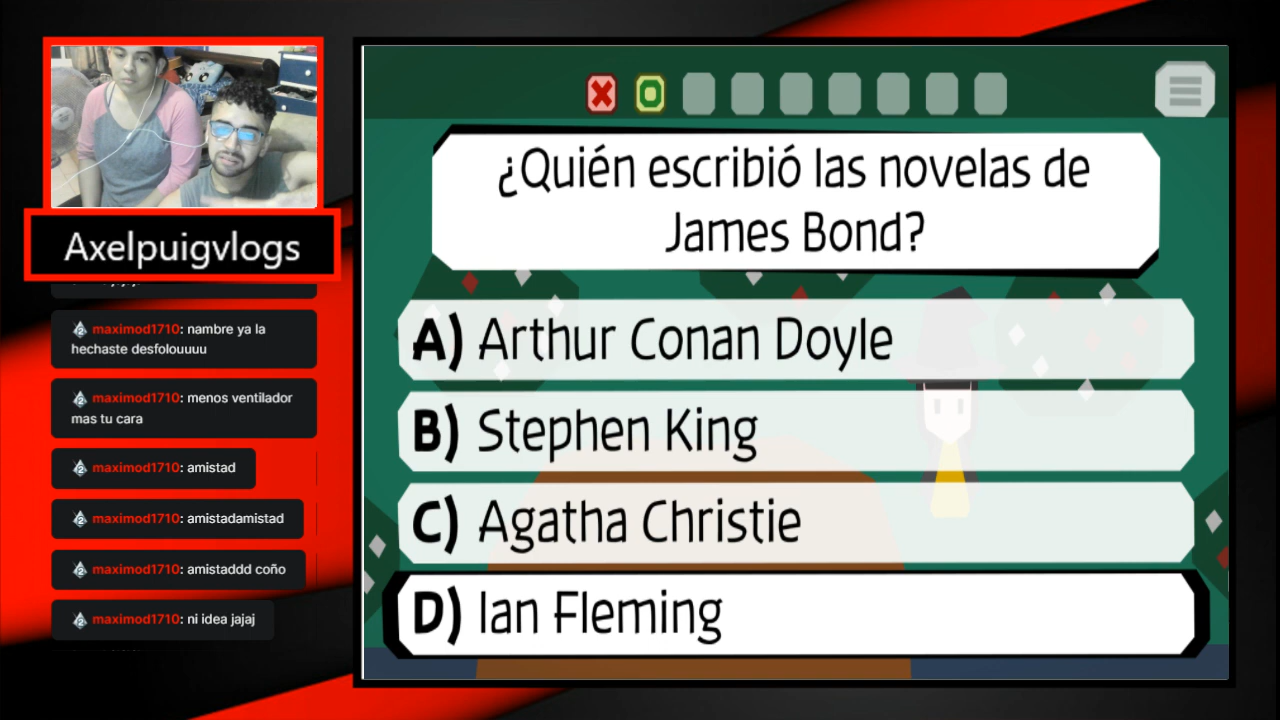 ¿Quién escribió las novelas de
James Bond?
A) Arthur Conan Doyle
B) Stephen King
C) Agatha Christie
D) Ian Fleming
Axelpuigvlogs
maximod1710: nambre ya la
hechaste desfolouuuu
maximod1710: menos ventilador
mas tu cara
maximod1710: amistad
maximod1710: amistadamistad
maximod1710: amistaddd coño
maximod1710: ni idea jajaj